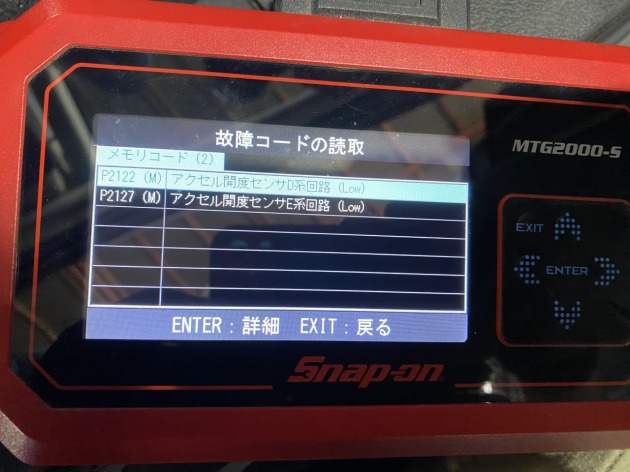 故障コードの読取
メモリコード (2)
P2122 (M) アクセル開度センサD系回路 (Low)
P2127 (M) アクセル開度センサE系回路 (Low)
ENTER：詳細 EXIT：戻る
MTG2000-S
EXIT
ENTER
Snap-on